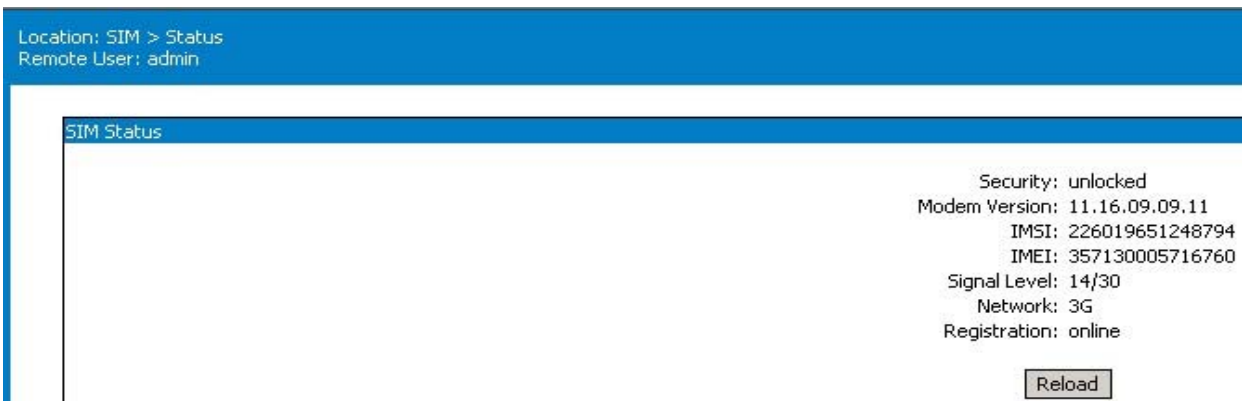 Location: SIM > Status
Remote User: admin
SIM Status
Security: unlocked
Modem Version: 11.16.09.09.11
IMSI: 226019651248794
IMEI: 357130005716760
Signal Level: 14/30
Network: 3G
Registration: online
Reload